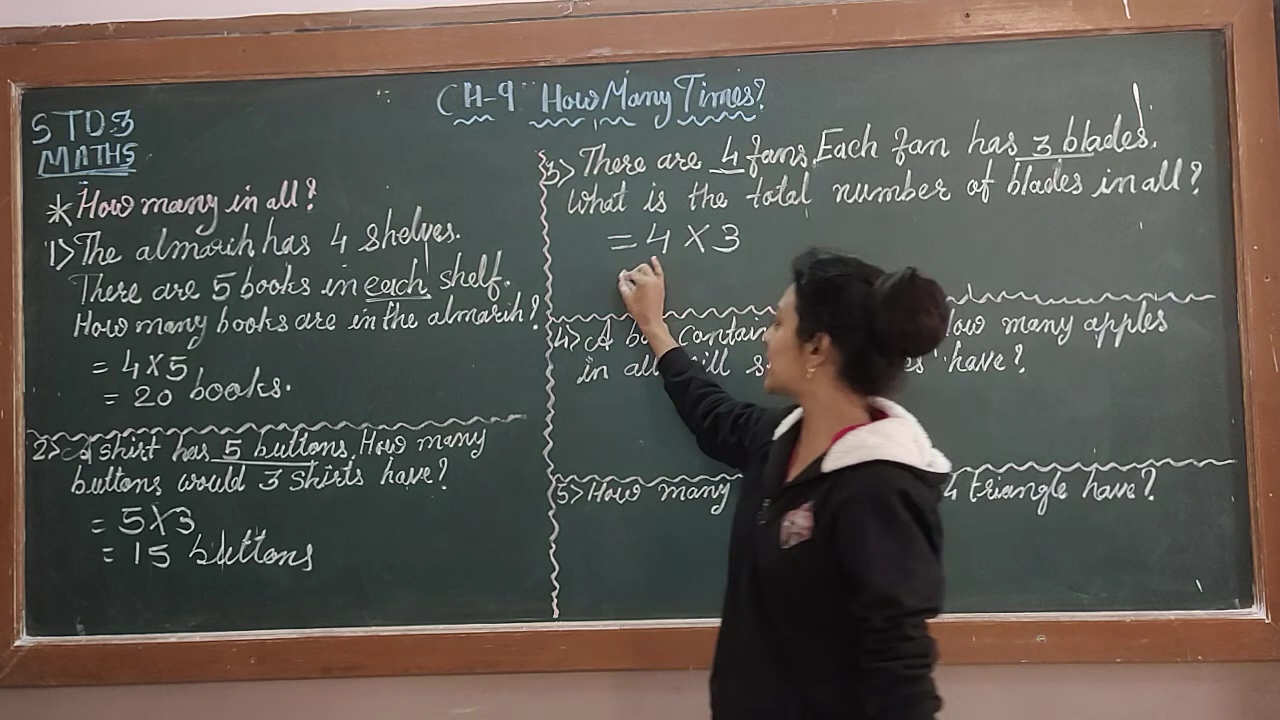 CH-9 How Many Times?
STD3
MATHS
* How many in all?
1> The almarih has 4 shelves.
There are 5 books in each shelf.
How many books are in the almarih?
= 4 X 5
= 20 books.
2> A shirt has 5 buttons. How many
buttons would 3 shirts have?
= 5 X 3
= 15 buttons
3> There are 4 fans. Each fan has 3 blades.
What is the total number of blades in all?
= 4 X 3
4> A How many apples
in all have?
5> How many 4 triangle have?